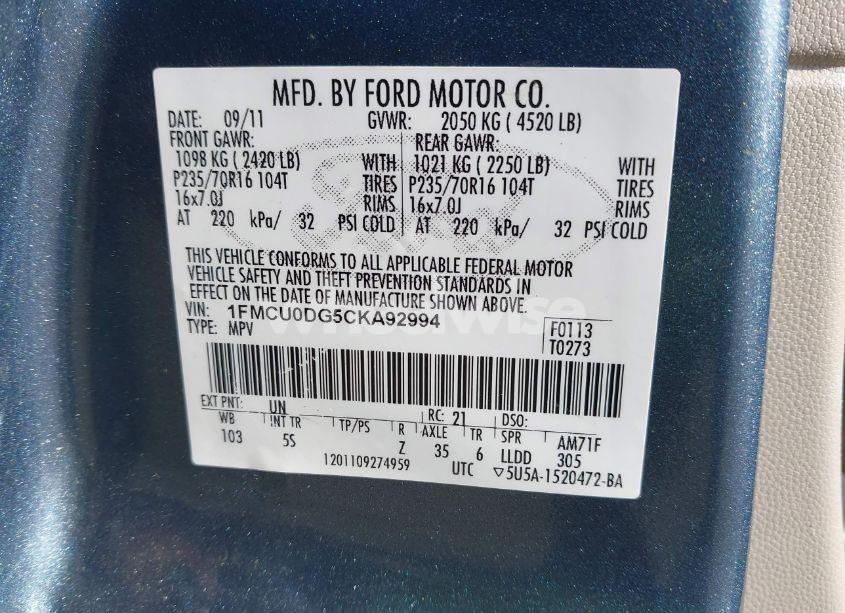 MFD. BY FORD MOTOR CO.
DATE: 09/11 GVWR: 2050 KG ( 4520 LB)
FRONT GAWR: REAR GAWR:
1098 KG ( 2420 LB) WITH 1021 KG ( 2250 LB) WITH
P235/70R16 104T TIRES P235/70R16 104T TIRES
16x7.0J RIMS 16x7.0J RIMS
AT 220 kPa/ 32 PSI COLD AT 220 kPa/ 32 PSI COLD
THIS VEHICLE CONFORMS TO ALL APPLICABLE FEDERAL MOTOR
VEHICLE SAFETY AND THEFT PREVENTION STANDARDS IN
EFFECT ON THE DATE OF MANUFACTURE SHOWN ABOVE.
VIN: 1FMCU0DG5CKA92994 F0113
TYPE: MPV T0273
EXT PNT: UN RC: 21 DSO:
WB INT TR TP/PS R AXLE TR SPR AM71F
103 5S Z 35 6 LLDD 305
1201109274959 UTC ▽5U5A-1520472-BA